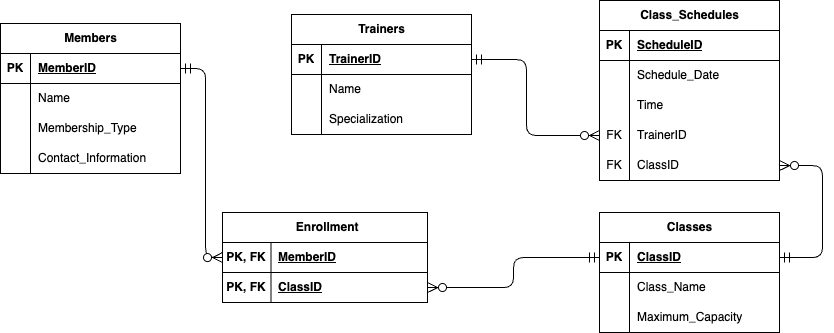 Members
PK MemberID
Name
Membership_Type
Contact_Information
Trainers
PK TrainerID
Name
Specialization
Class_Schedules
PK ScheduleID
Schedule_Date
Time
FK TrainerID
FK ClassID
Enrollment
PK, FK MemberID
PK, FK ClassID
Classes
PK ClassID
Class_Name
Maximum_Capacity